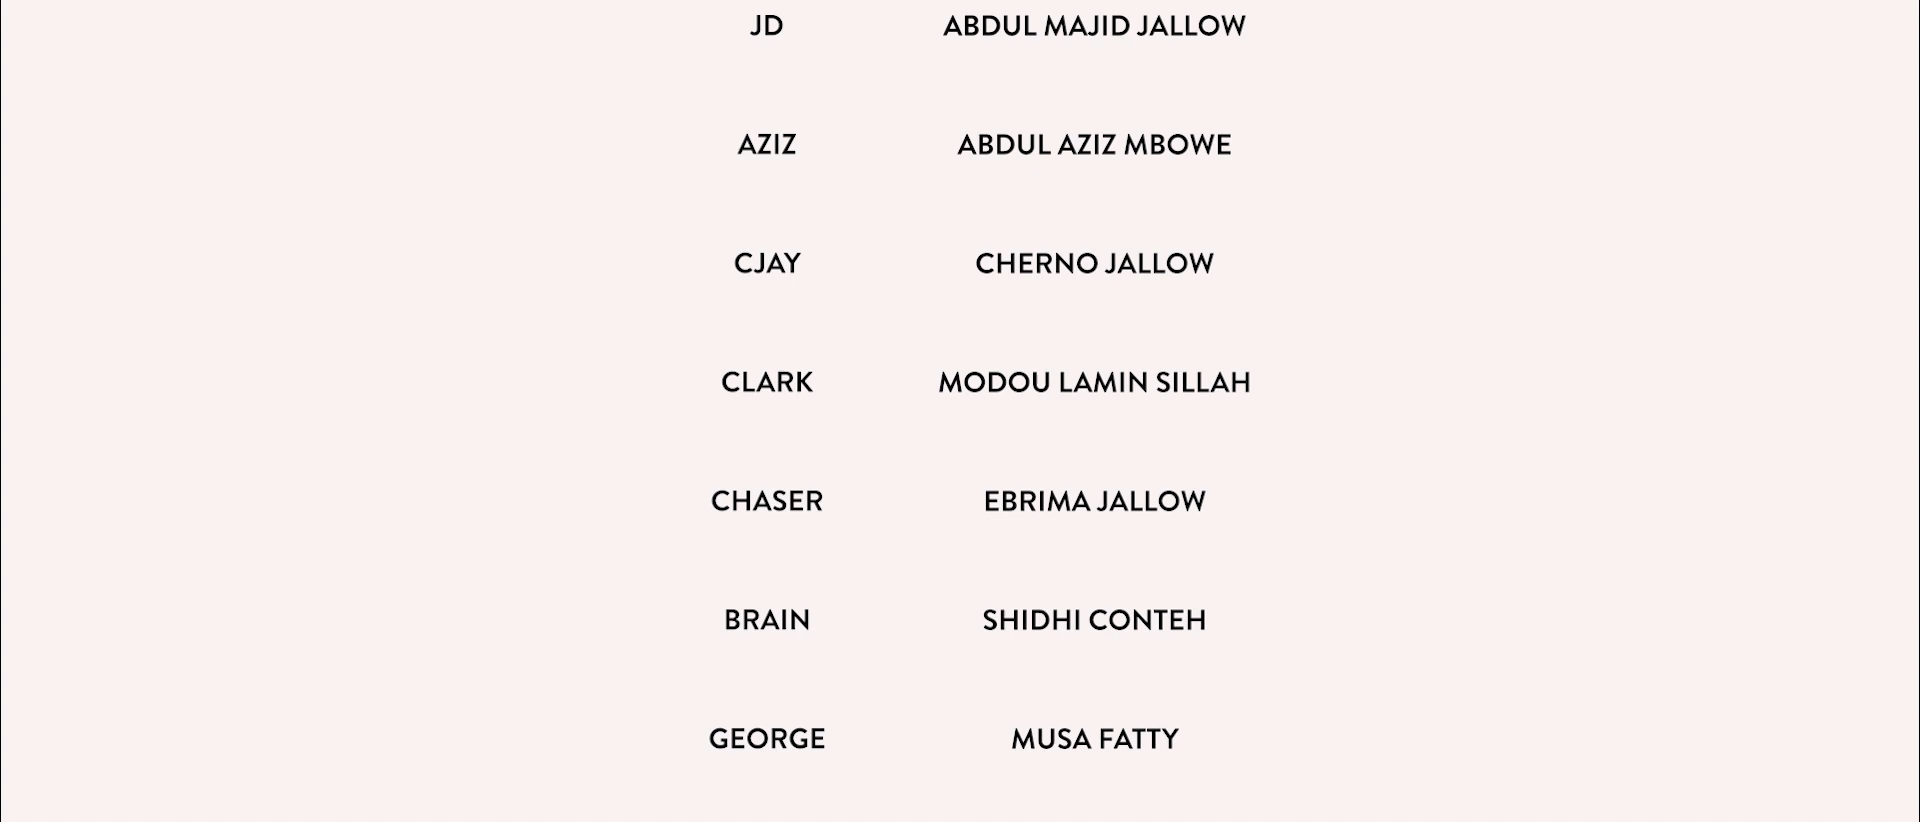 JD ABDUL MAJID JALLOW
AZIZ ABDUL AZIZ MBOWE
CJAY CHERNO JALLOW
CLARK MODOU LAMIN SILLAH
CHASER EBRIMA JALLOW
BRAIN SHIDHI CONTEH
GEORGE MUSA FATTY